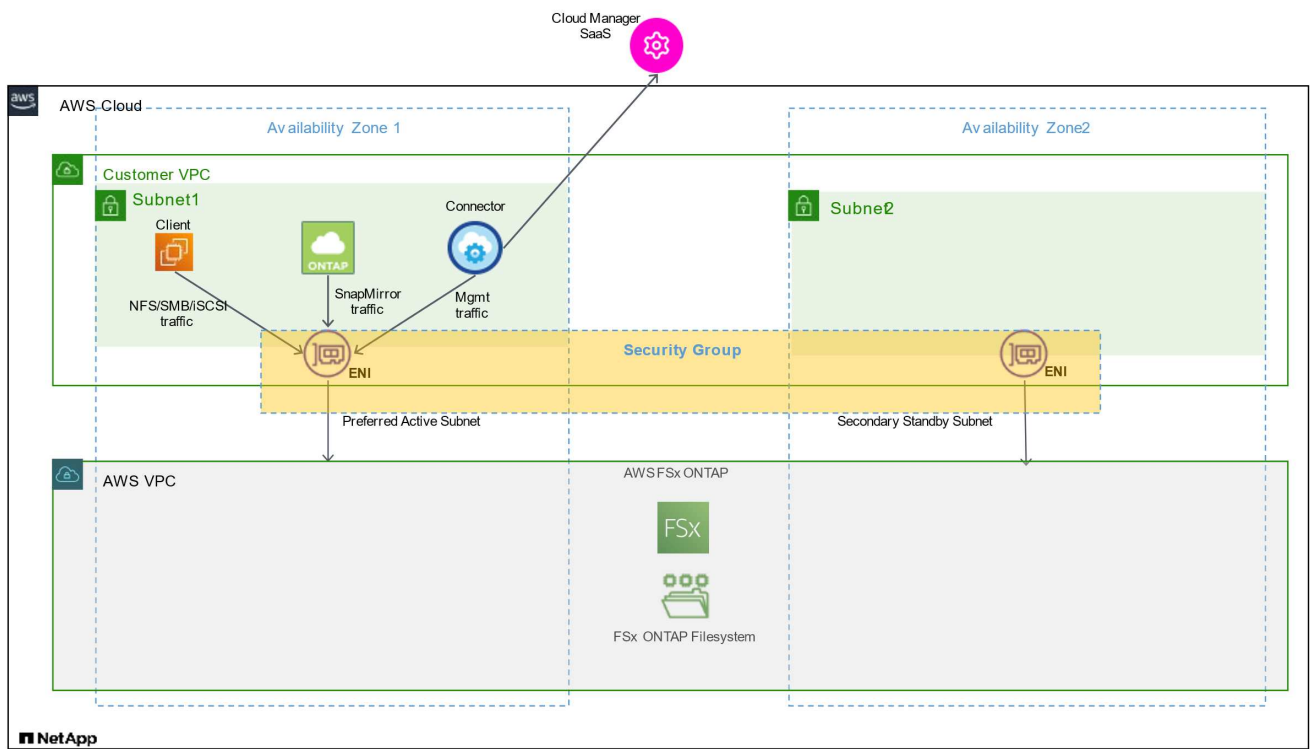 Cloud Manager
SaaS
aws
AWS Cloud
Availability Zone 1
Availability Zone2
Customer VPC
Subnet1
Subnet2
Client
Connector
ONTAP
NFS/SMB/iSCSI
traffic
SnapMirror
traffic
Mgmt
traffic
Security Group
ENI
ENI
Preferred Active Subnet
Secondary Standby Subnet
AWS VPC
AWS FSx ONTAP
FSx
FSx ONTAP Filesystem
NetApp